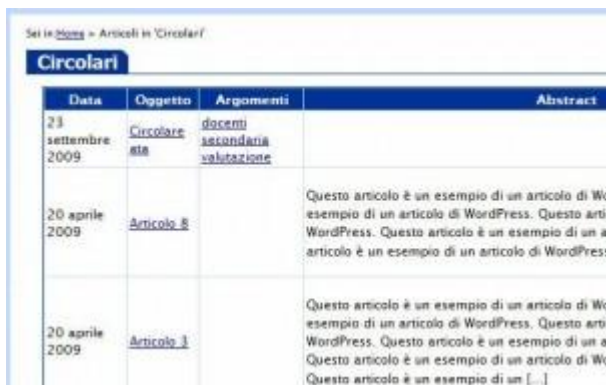 Sei in:Home » Articoli in 'Circolari'
Circolari
Data Oggetto Argomenti Abstract
23 settembre 2009
Circolare ata
docenti secondaria valutazione
20 aprile 2009
Articolo 8
Questo articolo è un esempio di un articolo di
esempio di un articolo di WordPress. Questo
WordPress. Questo articolo è un esempio di un
articolo è un esempio di un articolo di WordPress
20 aprile 2009
Articolo 3
Questo articolo è un esempio di un articolo di
esempio di un articolo di WordPress. Questo
WordPress. Questo articolo è un esempio di un
Questo articolo è un esempio di un articolo di
Questo articolo è un esempio di un [...]